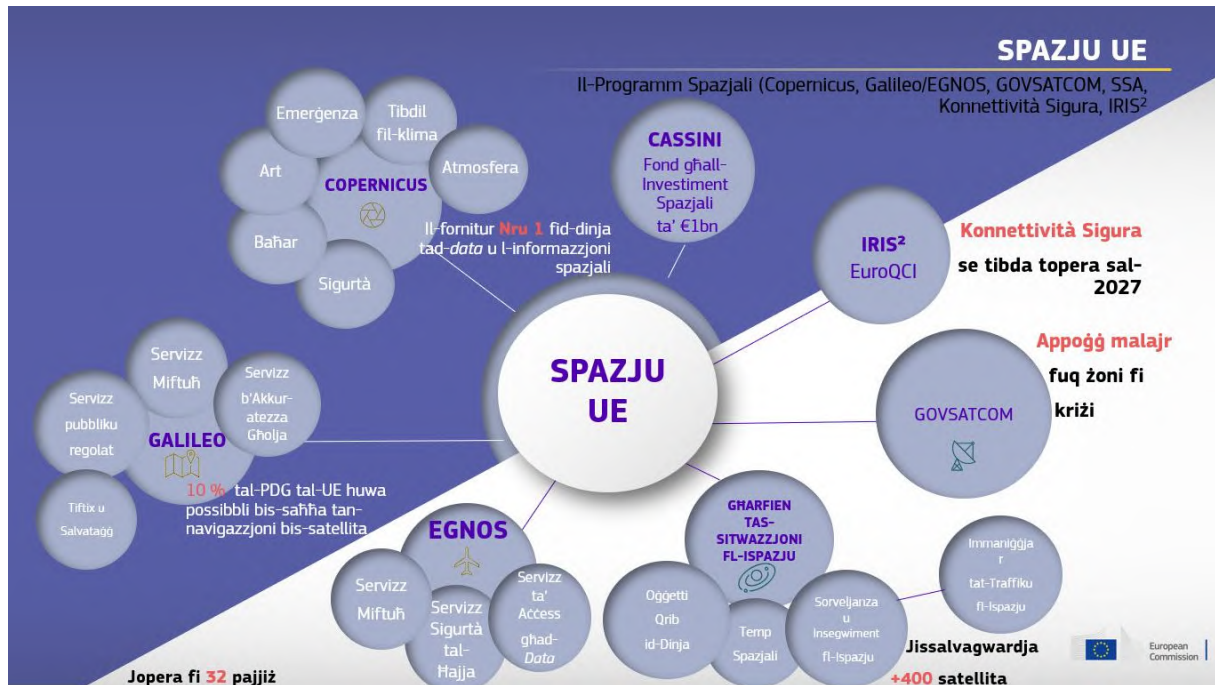 SPAZJU UE
Il-Programm Spazjali (Copernicus, Galileo/EGNOS, GOVSATCOM, SSA,
Konnettività Sigura, IRIS²
Emerġenza
Tibdil
fil-klima
Art
COPERNICUS
Atmosfera
Baħar
Sigurtà
Il-fornitur Nru 1 fid-dinja
tad-data u l-informazzjoni
spazjali
CASSINI
Fond għall-
Investiment
Spazjali
ta’ €1bn
IRIS²
EuroQCI
Konnettività Sigura
se tibda topera sal-
2027
SPAZJU
UE
GOVSATCOM
Appoġġ malajr
fuq żoni fi
kriżi
Servizz
Miftuħ
Servizz
pubbliku
regolat
Servizz
b’Akkur-
atezza
Għolja
GALILEO
Tiftix u
Salvataġġ
10 % tal-PDG tal-UE huwa
possibbli bis-saħħa tan-
navigazzjoni bis-satellita
EGNOS
Servizz
Miftuħ
Servizz
Sigurtà
tal-
Ħajja
Servizz
ta’
Aċċess
għad-
Data
Jopera fi 32 pajjiż
GĦARFIEN
TAS-
SITWAZZJONI
FL-ISPAZJU
Oġġetti
Qrib
id-Dinja
Temp
Spazjali
Sorveljanza
u
Insegwiment
fl-Ispazju
Immaniġġja
r
tat-Traffiku
fl-Ispazju
Jissalvagwardja
+400 satellita
European
Commission